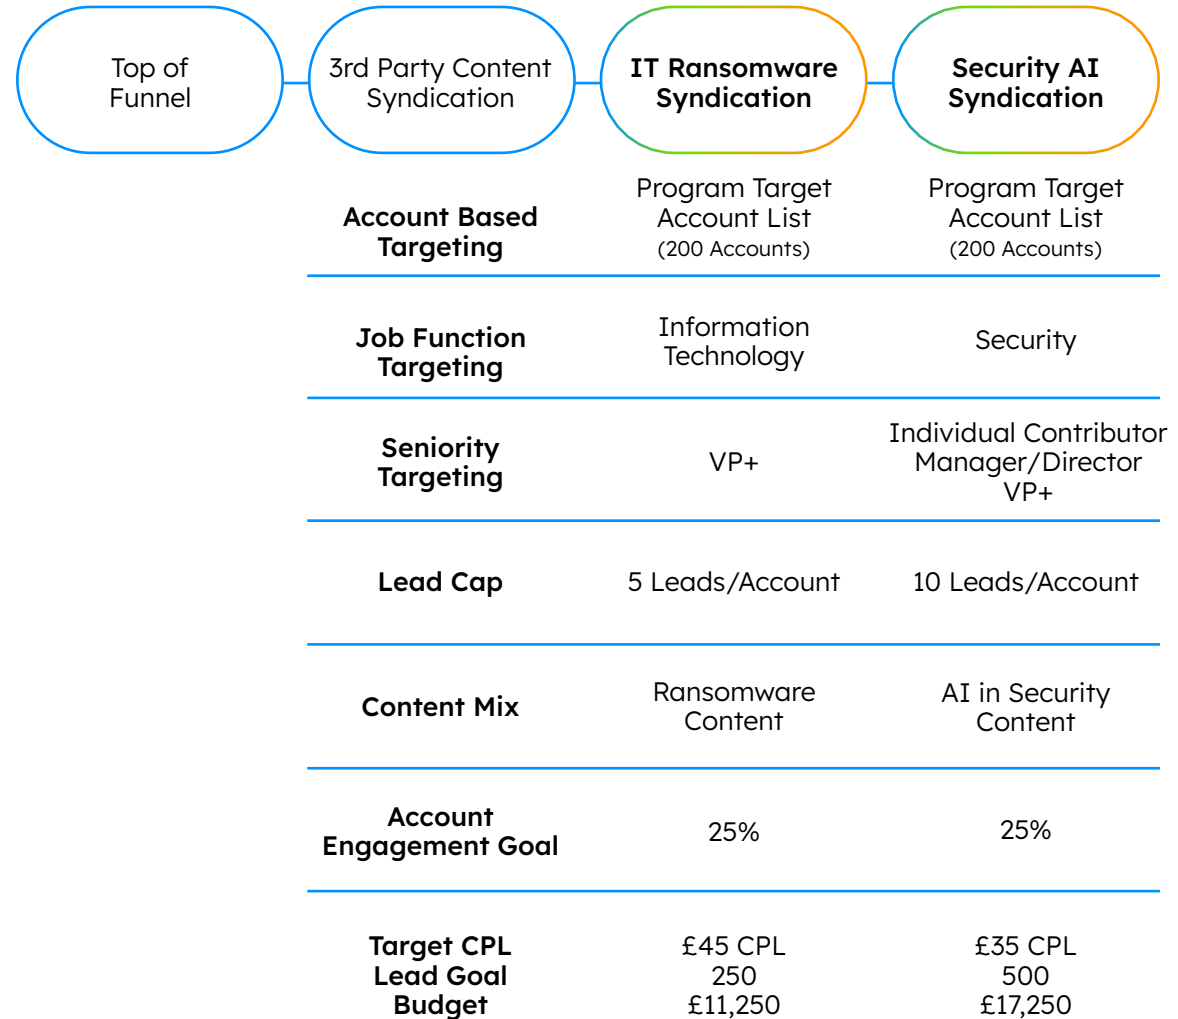 Top of
Funnel
3rd Party Content
Syndication
IT Ransomware
Syndication
Security AI
Syndication
Account Based
Targeting
Program Target
Account List
(200 Accounts)
Program Target
Account List
(200 Accounts)
Job Function
Targeting
Information
Technology
Security
Seniority
Targeting
VP+
Individual Contributor
Manager/Director
VP+
Lead Cap
5 Leads/Account
10 Leads/Account
Content Mix
Ransomware
Content
AI in Security
Content
Account
Engagement Goal
25%
25%
Target CPL
Lead Goal
Budget
£45 CPL
250
£11,250
£35 CPL
500
£17,250